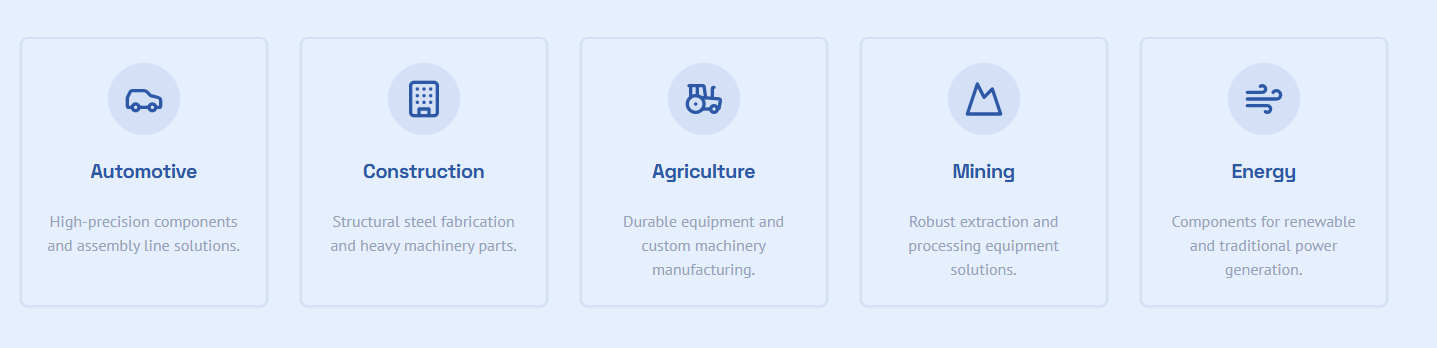 Automotive
High-precision components
and assembly line solutions.
Construction
Structural steel fabrication
and heavy machinery parts.
Agriculture
Durable equipment and
custom machinery
manufacturing.
Mining
Robust extraction and
processing equipment
solutions.
Energy
Components for renewable
and traditional power
generation.